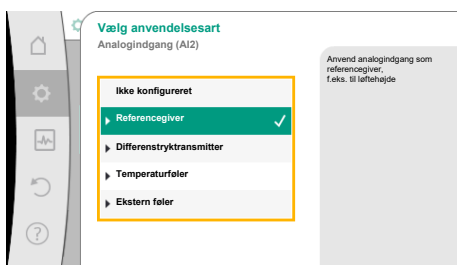 Vælg anvendelsesart
Analogindgang (AI2)
Ikke konfigureret
Referencegiver
Differenstryktransmitter
Temperaturføler
Ekstern føler
Anvend analogindgang som
referencegiver,
f.eks. til løftehøjde